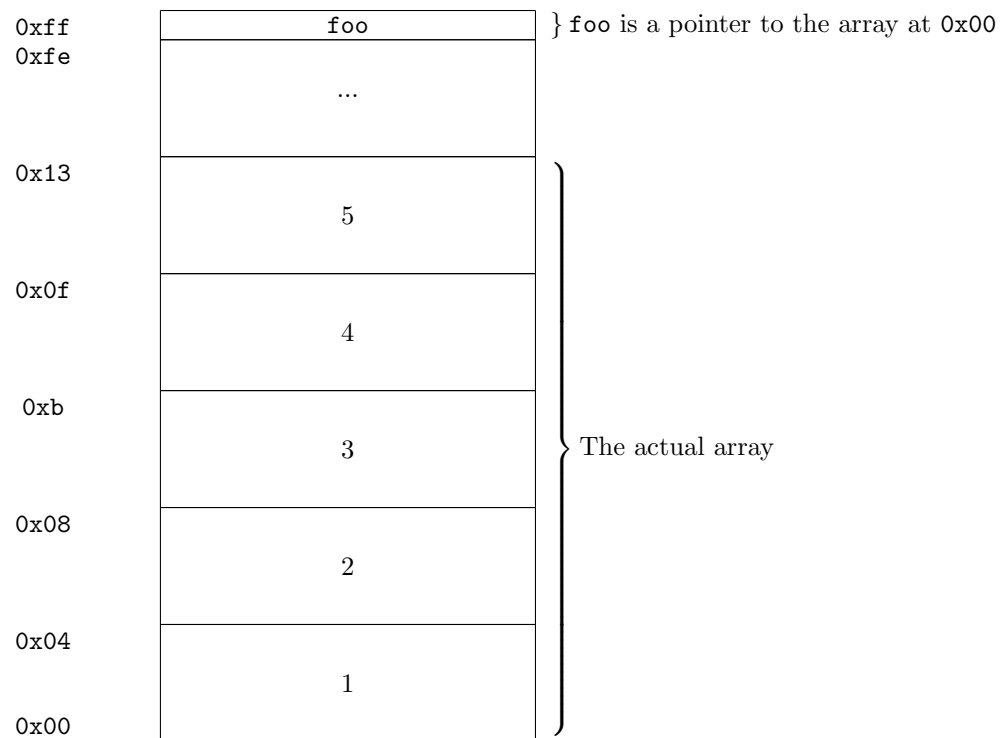 0xff foo } foo is a pointer to the array at 0x00
0xfe
...
0x13
5
0x0f
4
0xb
3 The actual array
0x08
2
0x04
1
0x00